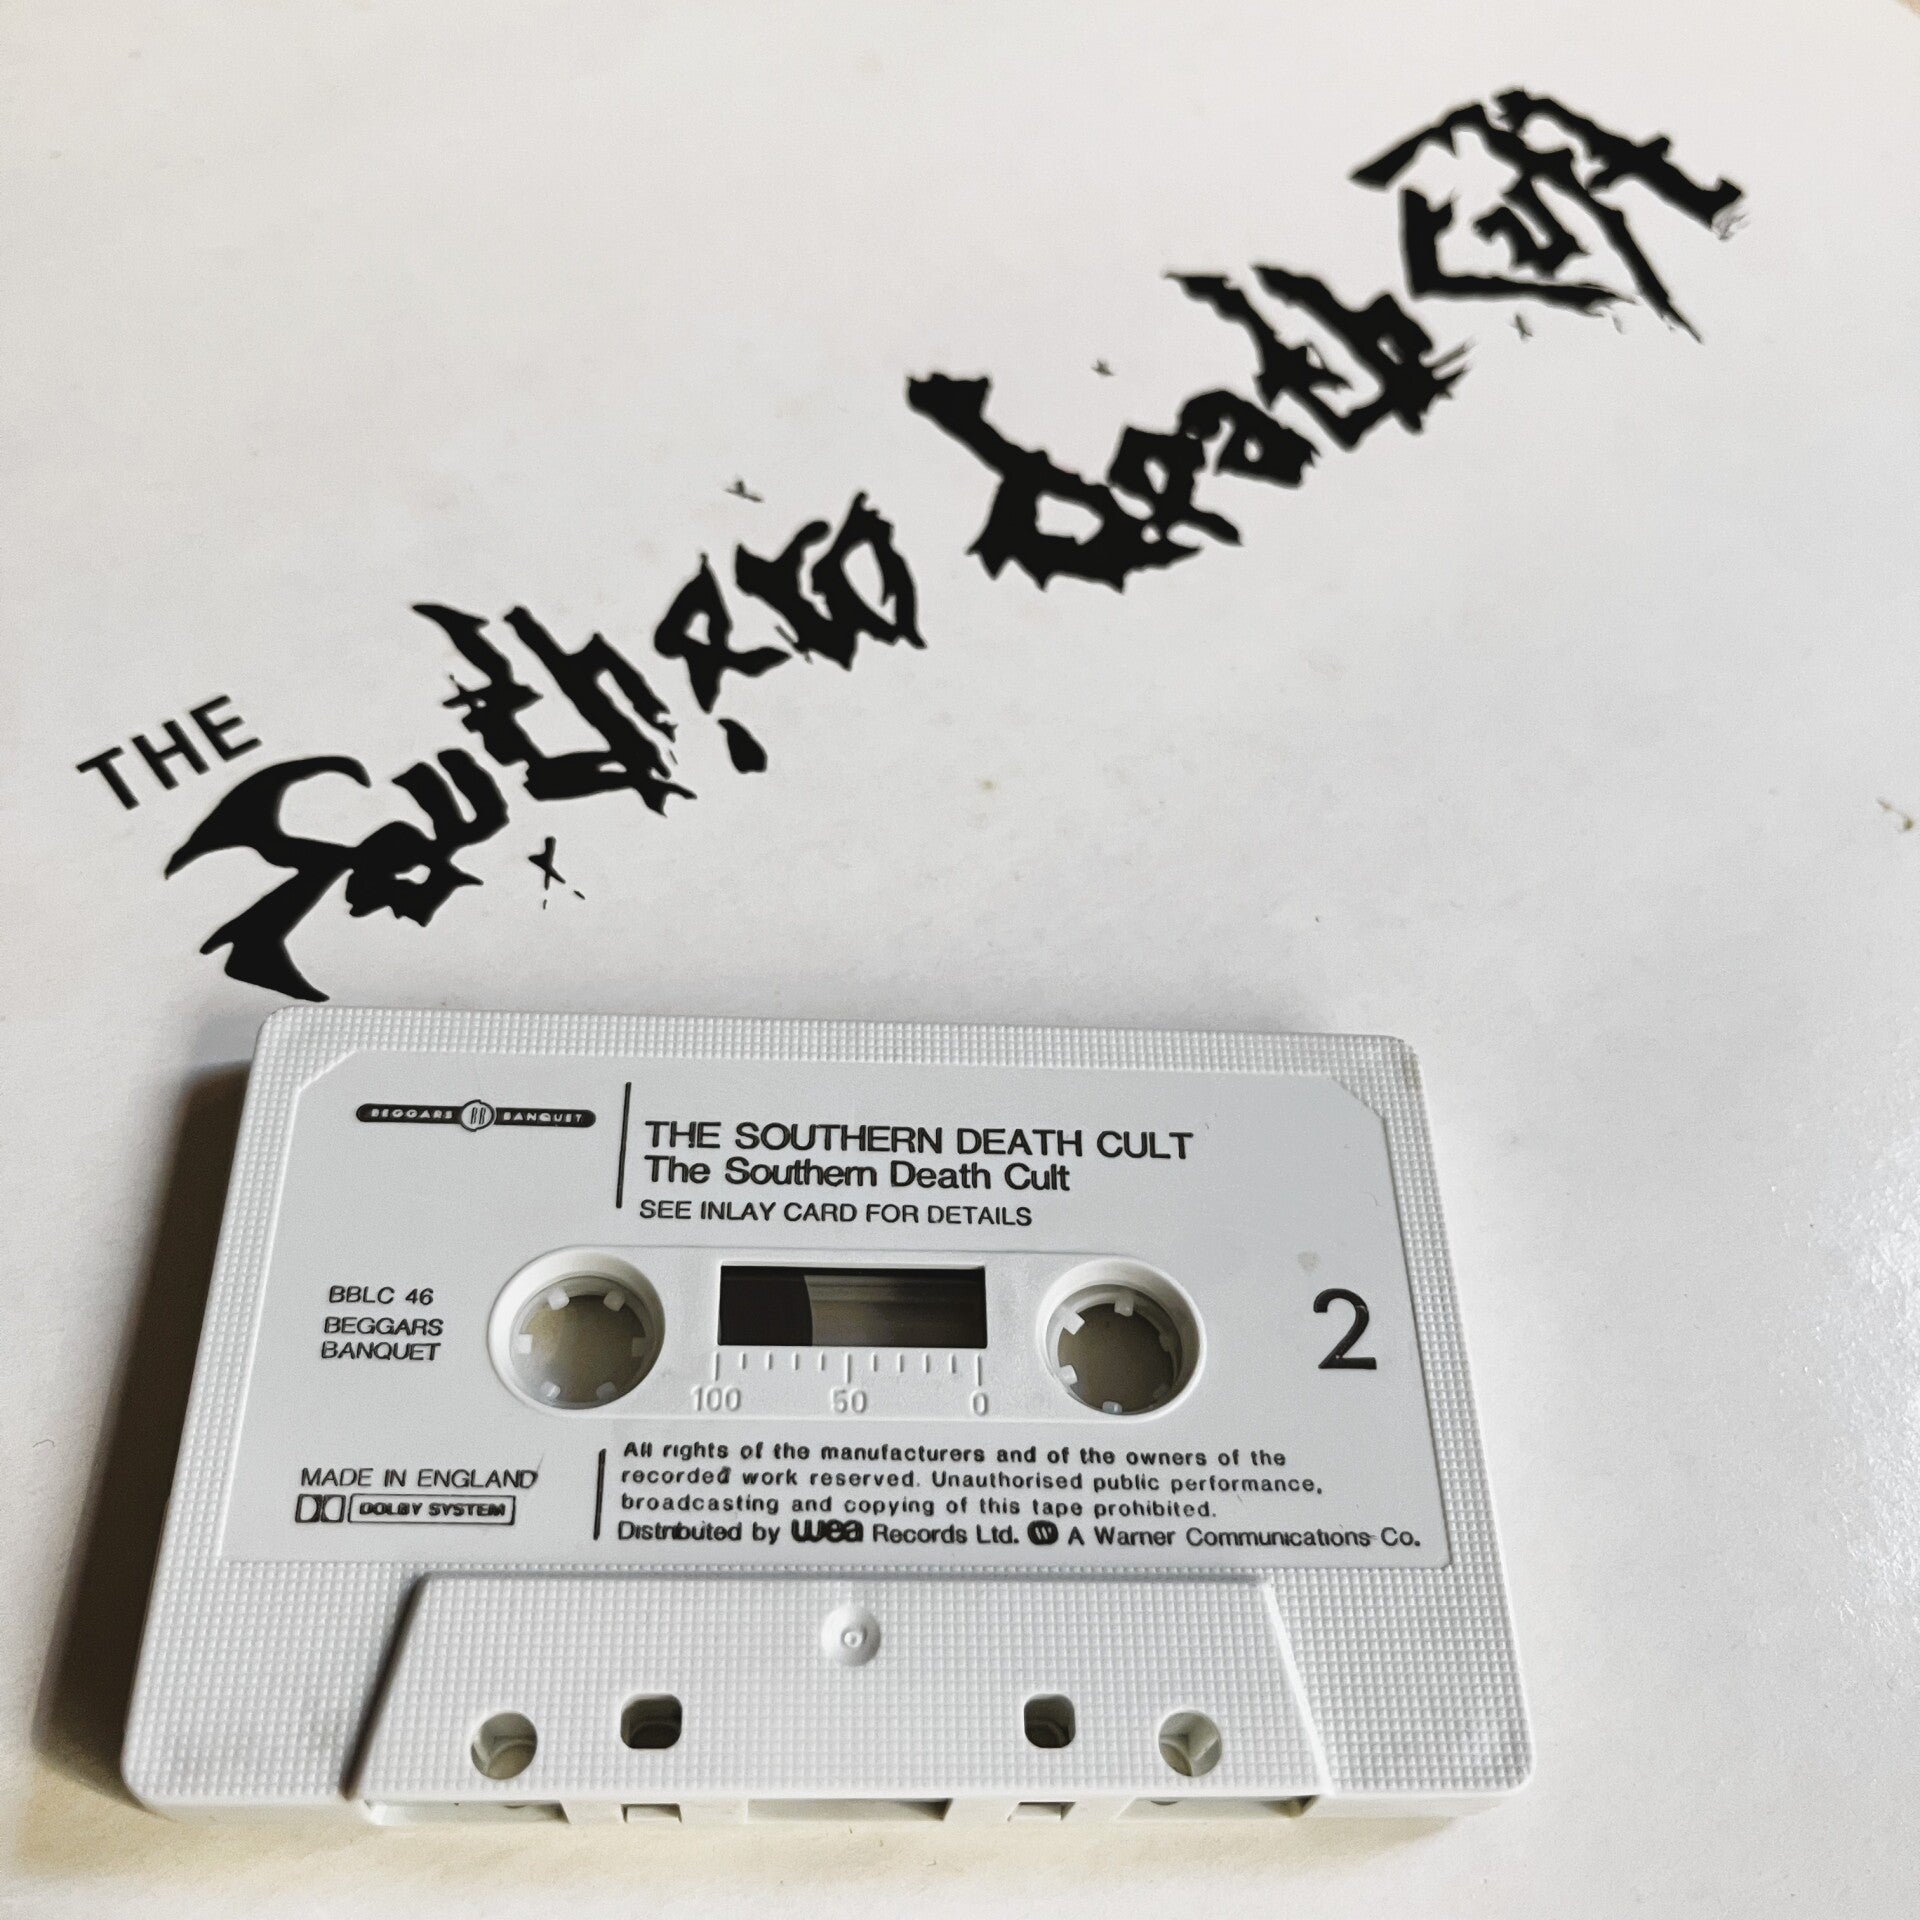 THE
Southern Death Cult
BEGGARS BB BANQUET
THE SOUTHERN DEATH CULT
The Southern Death Cult
SEE INLAY CARD FOR DETAILS
BBLC 46
BEGGARS
BANQUET
2
100 50 0
MADE IN ENGLAND
DOLBY SYSTEM
All rights of the manufacturers and of the owners of the
recorded work reserved. Unauthorised public performance,
broadcasting and copying of this tape prohibited.
Distributed by wea Records Ltd. A Warner Communications Co.